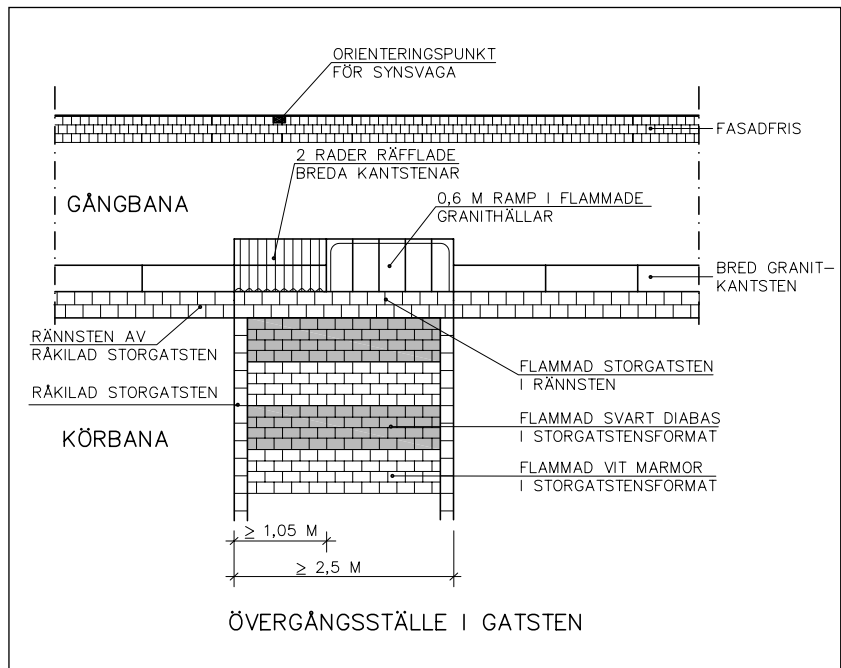 ORIENTERINGSPUNKT
FÖR SYNSVAGA
FASADFRIS
2 RADER RÄFFLADE
BREDA KANTSTENAR
GÅNGBANA
0,6 M RAMP I FLAMMADE
GRANITHÄLLAR
BRED GRANIT-
KANTSTEN
RÄNNSTEN AV
RÅKILAD STORGATSTEN
FLAMMAD STORGATSTEN
I RÄNNSTEN
RÅKILAD STORGATSTEN
FLAMMAD SVART DIABAS
I STORGATSTENSFORMAT
KÖRBANA
FLAMMAD VIT MARMOR
I STORGATSTENSFORMAT
≥ 1,05 M
≥ 2,5 M
ÖVERGÅNGSSTÄLLE I GATSTEN